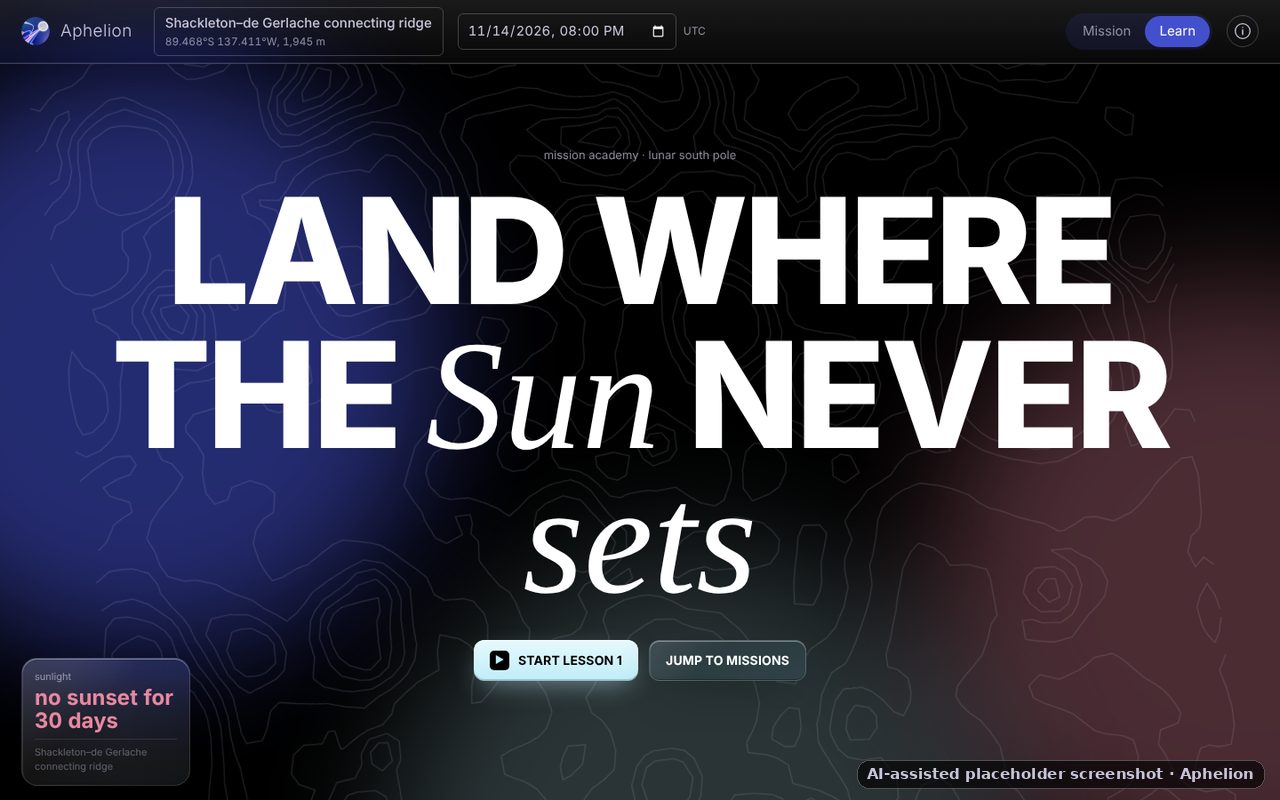 Aphelion
Shackleton–de Gerlache connecting ridge
89.468°S 137.411°W, 1,945 m
11/14/2026, 08:00 PM
UTC
Mission
Learn
mission academy · lunar south pole
LAND WHERE
THE Sun NEVER
sets
START LESSON 1
JUMP TO MISSIONS
sunlight
no sunset for
30 days
Shackleton–de Gerlache
connecting ridge
AI-assisted placeholder screenshot · Aphelion